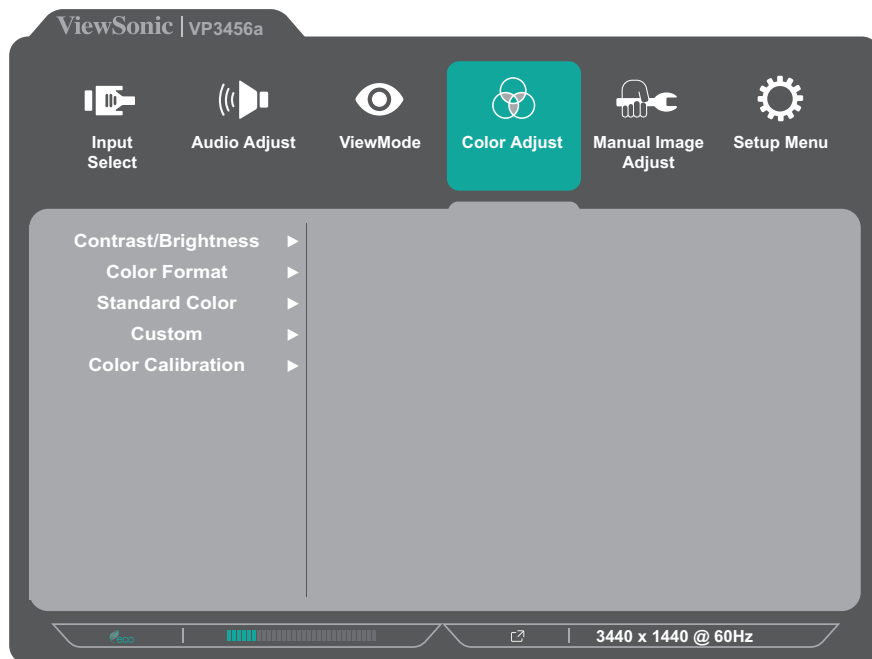 ViewSonic | VP3456a
Input Select
Audio Adjust
ViewMode
Color Adjust
Manual Image Adjust
Setup Menu
Contrast/Brightness
Color Format
Standard Color
Custom
Color Calibration
eco
3440 x 1440 @ 60Hz